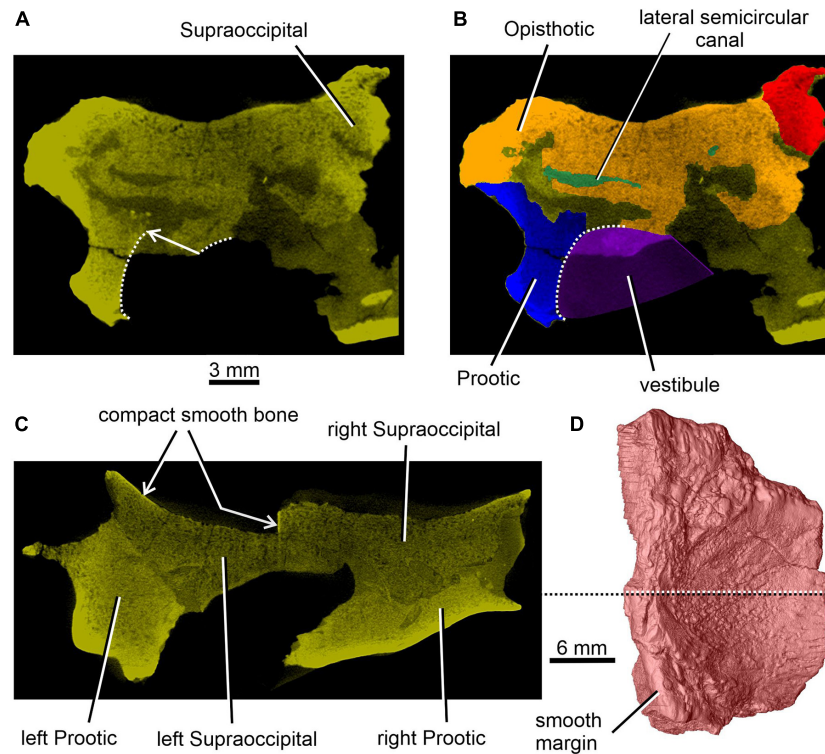 A
Supraoccipital
3 mm
B
Opisthotic
lateral semicircular
canal
Prootic
vestibule
C
compact smooth bone
right Supraoccipital
left Prootic
left Supraoccipital
right Prootic
D
6 mm
smooth
margin